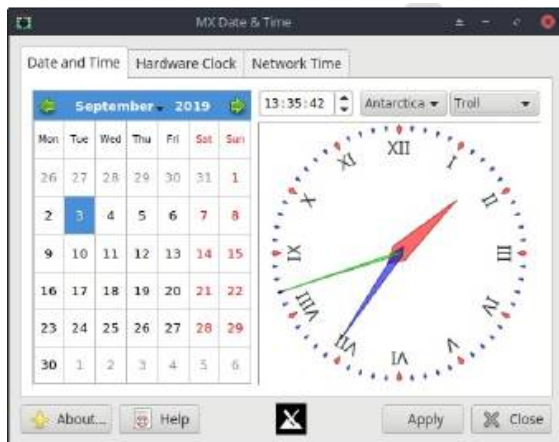 MX Date & Time
Date and Time Hardware Clock Network Time
September 2019
13:35:42 Antarctica Troll
Mon Tue Wed Thu Fri Sat Sun
26 27 28 29 30 31 1
2 3 4 5 6 7 8
9 10 11 12 13 14 15
16 17 18 19 20 21 22
23 24 25 26 27 28 29
30 1 2 3 4 5 6
XII
I
II
III
IV
V
VI
VII
VIII
IX
X
XI
About... Help X Apply Close